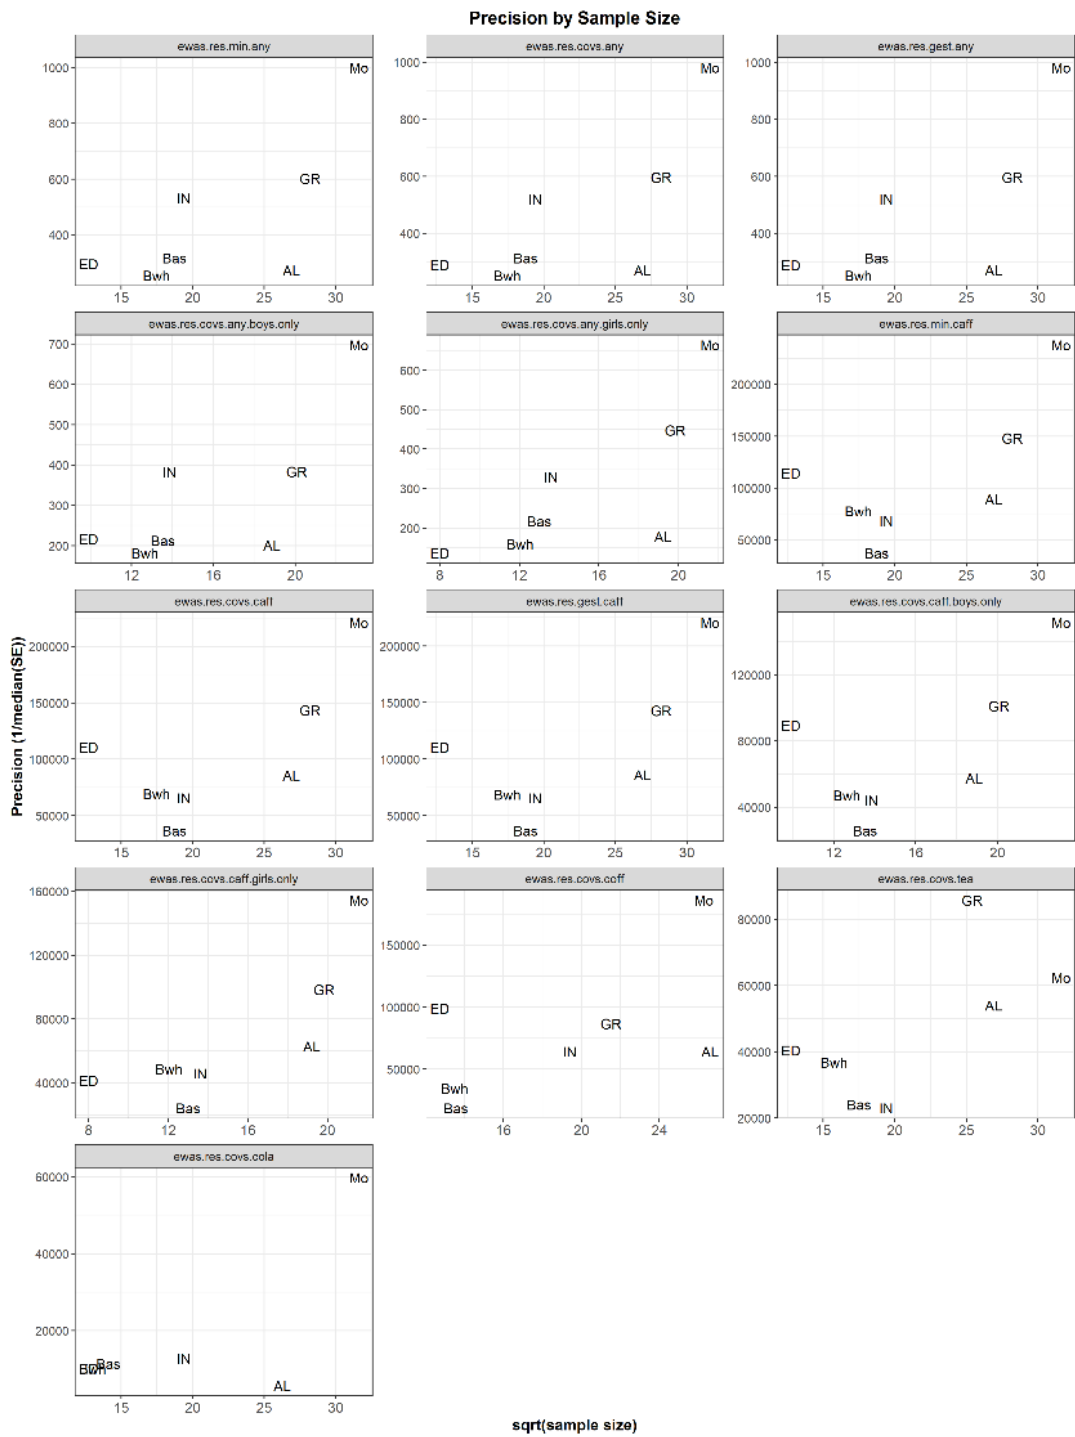 Precision by Sample Size
ewas.res.min.any
ewas.res.covs.any
ewas.res.gest.any
1000
800
600
400
Mo
GR
IN
Bas
ED
Bwh
AL
15 20 25 30
1000
800
600
400
Mo
GR
IN
Bas
ED
Bwh
AL
15 20 25 30
1000
800
600
400
Mo
GR
IN
Bas
ED
Bwh
AL
15 20 25 30
ewas.res.covs.any.boys.only
ewas.res.covs.any.girls.only
ewas.res.min.caff
700
600
500
400
300
200
Mo
IN
GR
ED
Bas
Bwh
AL
12 16 20
600
500
400
300
200
Mo
GR
IN
Bas
AL
Bwh
ED
8 12 16 20
200000
150000
100000
50000
Mo
GR
ED
AL
Bwh
IN
Bas
15 20 25 30
ewas.res.covs.caff
ewas.res.gest.caff
ewas.res.covs.caff.boys.only
Precision (1/median(SE))
200000
150000
100000
50000
Mo
GR
ED
AL
Bwh
IN
Bas
15 20 25 30
200000
150000
100000
50000
Mo
GR
ED
AL
Bwh
IN
Bas
15 20 25 30
120000
80000
40000
Mo
GR
ED
AL
Bwh
IN
Bas
12 16 20
ewas.res.covs.caff.girls.only
ewas.res.covs.coff
ewas.res.covs.tea
160000
120000
80000
40000
Mo
GR
AL
Bwh
IN
ED
Bas
8 12 16 20
150000
100000
50000
Mo
ED
GR
IN
AL
Bwh
Bas
16 20 24
80000
60000
40000
20000
GR
Mo
AL
ED
Bwh
Bas
IN
15 20 25 30
ewas.res.covs.cola
60000
40000
20000
Mo
IN
Bas
Bwh
AL
15 20 25 30
sqrt(sample size)